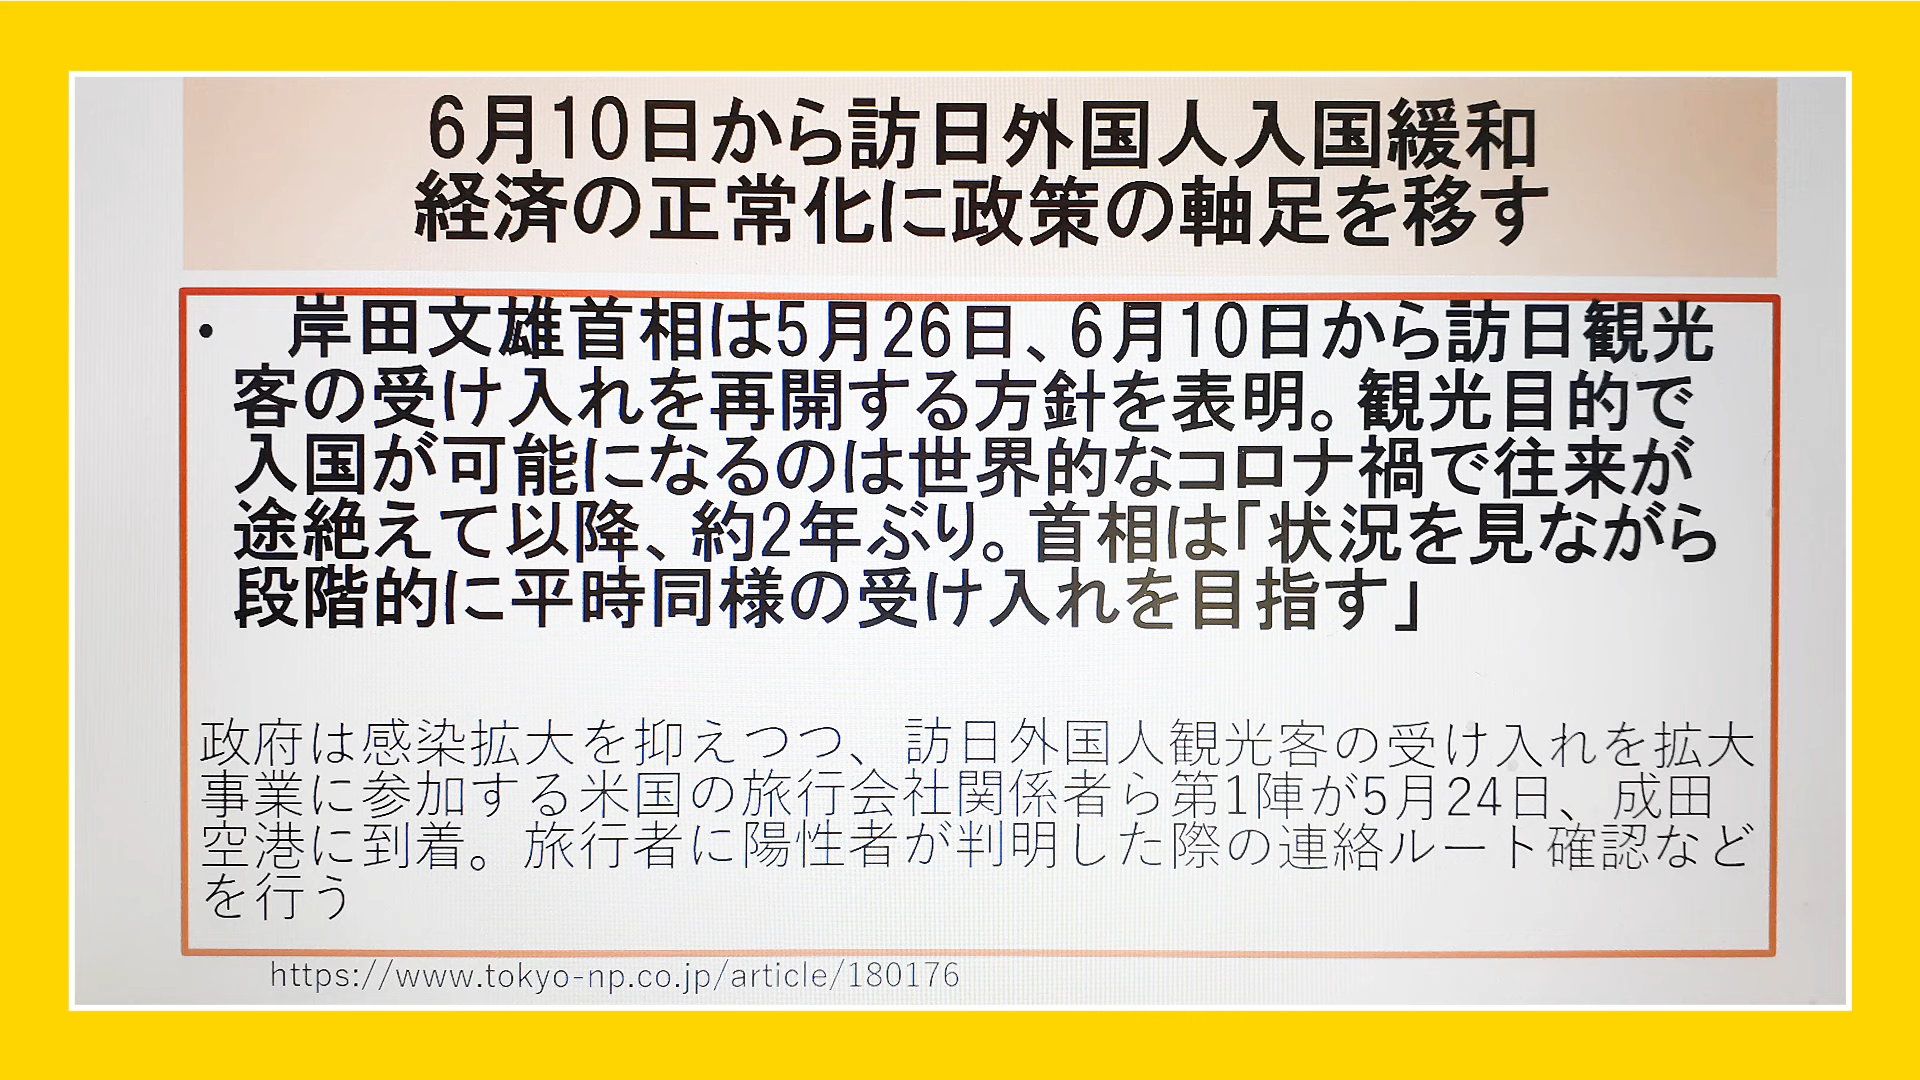 6月10日から訪日外国人入国緩和
経済の正常化に政策の軸足を移す
• 岸田文雄首相は5月26日、6月10日から訪日観光
客の受け入れを再開する方針を表明。観光目的で
入国が可能になるのは世界的なコロナ禍で往来が
途絶えて以降、約2年ぶり。首相は「状況を見ながら
段階的に平時同様の受け入れを目指す」
政府は感染拡大を抑えつつ、訪日外国人観光客の受け入れを拡大
事業に参加する米国の旅行会社関係者ら第1陣が5月24日、成田
空港に到着。旅行者に陽性者が判明した際の連絡ルート確認など
を行う
https://www.tokyo-np.co.jp/article/180176